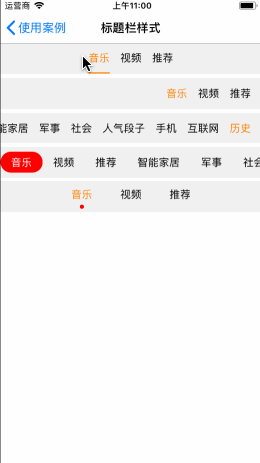 运营商 上午11:00
使用案例 标题栏样式
音乐 视频 推荐
音乐 视频 推荐
能家居 军事 社会 人气段子 手机 互联网 历史
音乐 视频 推荐 智能家居 军事 社会
音乐 视频 推荐